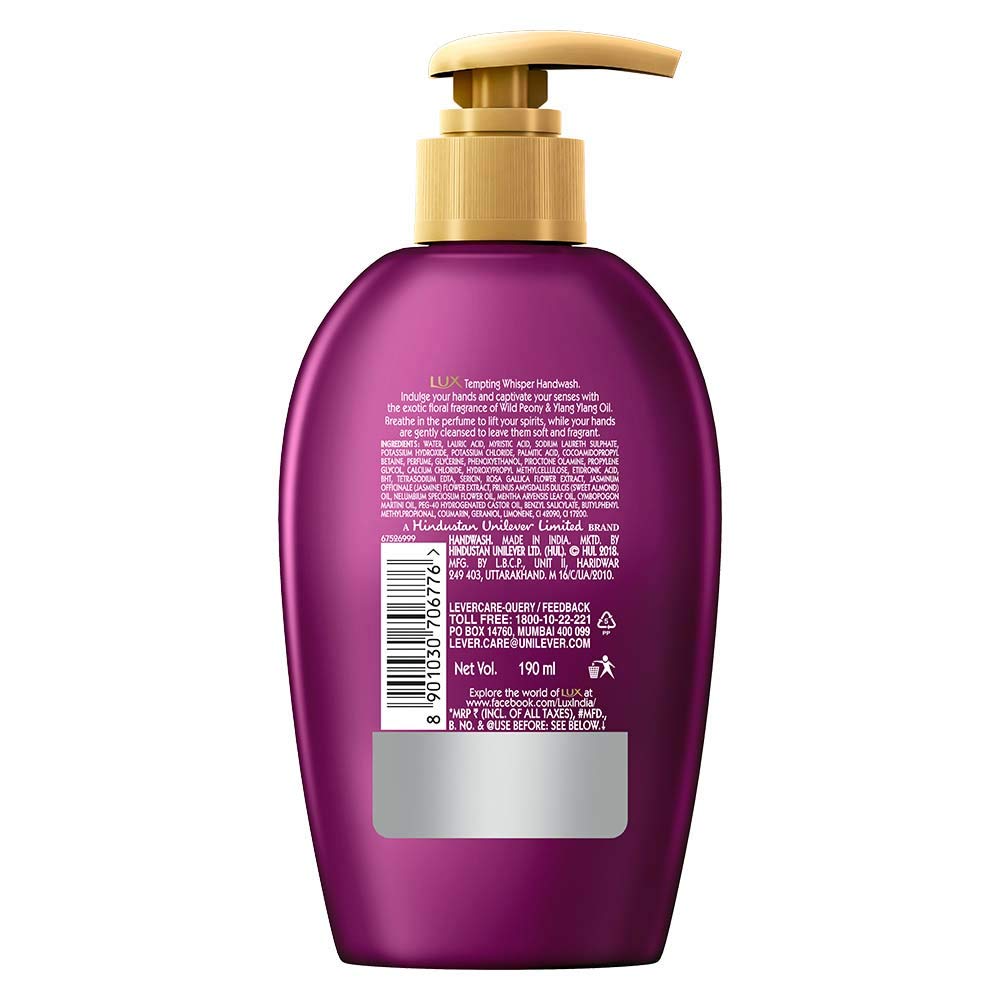 LUX Tempting Whisper Handwash.
Indulge your hands and captivate your senses with
the exotic floral fragrance of Wild Peony & Ylang Ylang Oil.
Breathe in the perfume to lift your spirits, while your hands
are gently cleansed to leave them soft and fragrant.
INGREDIENTS: WATER, LAURIC ACID, MYRISTIC ACID, SODIUM LAURETH SULPHATE,
POTASSIUM HYDROXIDE, POTASSIUM CHLORIDE, PALMITIC ACID, COCOAMIDOPROPYL
BETAINE, PERFUME, GLYCERINE, PHENOXYETHANOL, PIROCTONE OLAMINE, PROPYLENE
GLYCOL, CALCIUM CHLORIDE, HYDROXYPROPYL METHYLCELLULOSE, ETIDRONIC ACID,
BHT, TETRASODIUM EDTA, SERICIN, ROSA GALLICA FLOWER EXTRACT, JASMINUM
OFFICINALE (JASMINE) FLOWER EXTRACT, PRUNUS AMYGDALUS DULCIS (SWEET ALMOND)
OIL, NELUMBIUM SPECIOSUM FLOWER OIL, MENTHA ARVENSIS LEAF OIL, CYMBOPOGON
MARTINI OIL, PEG-40 HYDROGENATED CASTOR OIL, BENZYL SALICYLATE, BUTYLPHENYL
METHYLPROPIONAL, COUMARIN, GERANIOL, LIMONENE, CI 42090, CI 17200.
A Hindustan Unilever Limited BRAND
67526999
HANDWASH. MADE IN INDIA. MKTD. BY
HINDUSTAN UNILEVER LTD. (HUL). © HUL 2018.
MFG. BY L.B.C.P., UNIT II, HARIDWAR
249 403, UTTARAKHAND. M 16/C/UA/2010.
8 901030 706776 >
LEVERCARE-QUERY / FEEDBACK
TOLL FREE: 1800-10-22-221
PO BOX 14760, MUMBAI 400 099
LEVER.CARE@UNILEVER.COM
5
PP
Net Vol. 190 ml
Explore the world of LUX at
www.facebook.com/LuxIndia/
*MRP ₹ (INCL. OF ALL TAXES), #MFD.,
B. No. & @USE BEFORE: SEE BELOW.↓